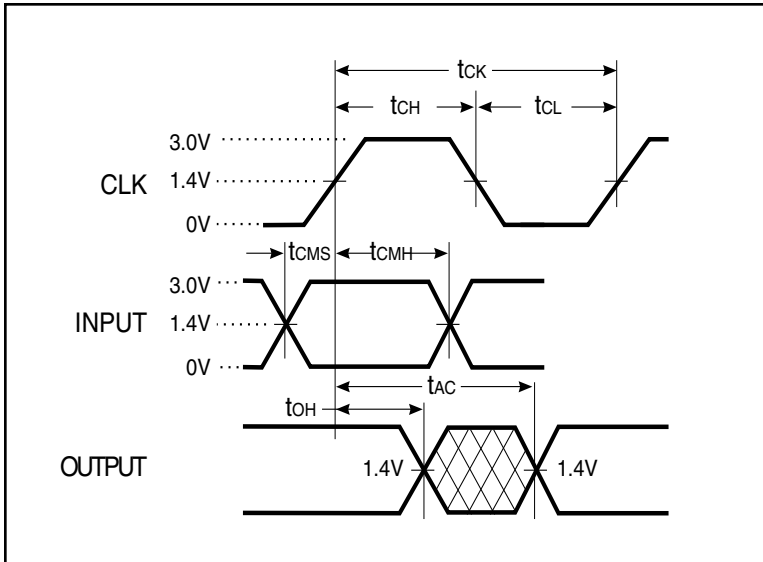 tCK
tCH tCL
3.0V
CLK 1.4V
0V
tCMS tCMH
3.0V
INPUT 1.4V
0V
tAC
tOH
OUTPUT 1.4V 1.4V